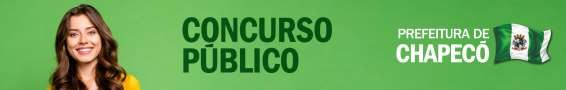 CONCURSO
PÚBLICO
PREFEITURA DE
CHAPECÓ